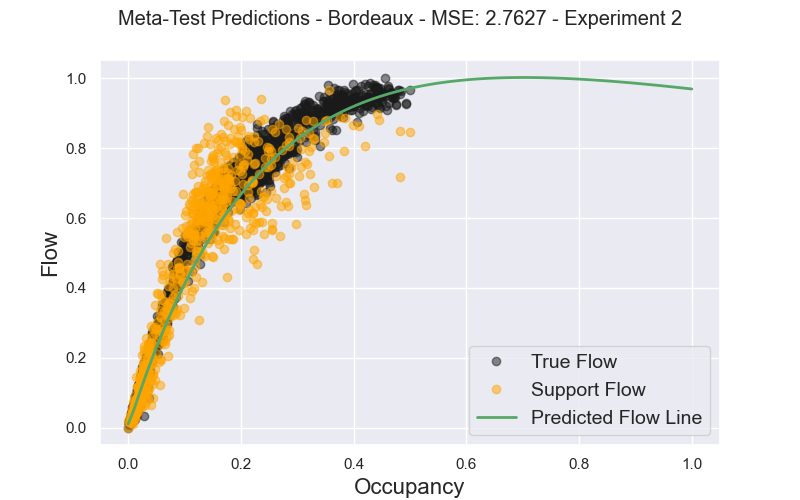 Meta-Test Predictions - Bordeaux - MSE: 2.7627 - Experiment 2
1.0
0.8
0.6
0.4
0.2
0.0
Flow
True Flow
Support Flow
Predicted Flow Line
0.0 0.2 0.4 0.6 0.8 1.0
Occupancy